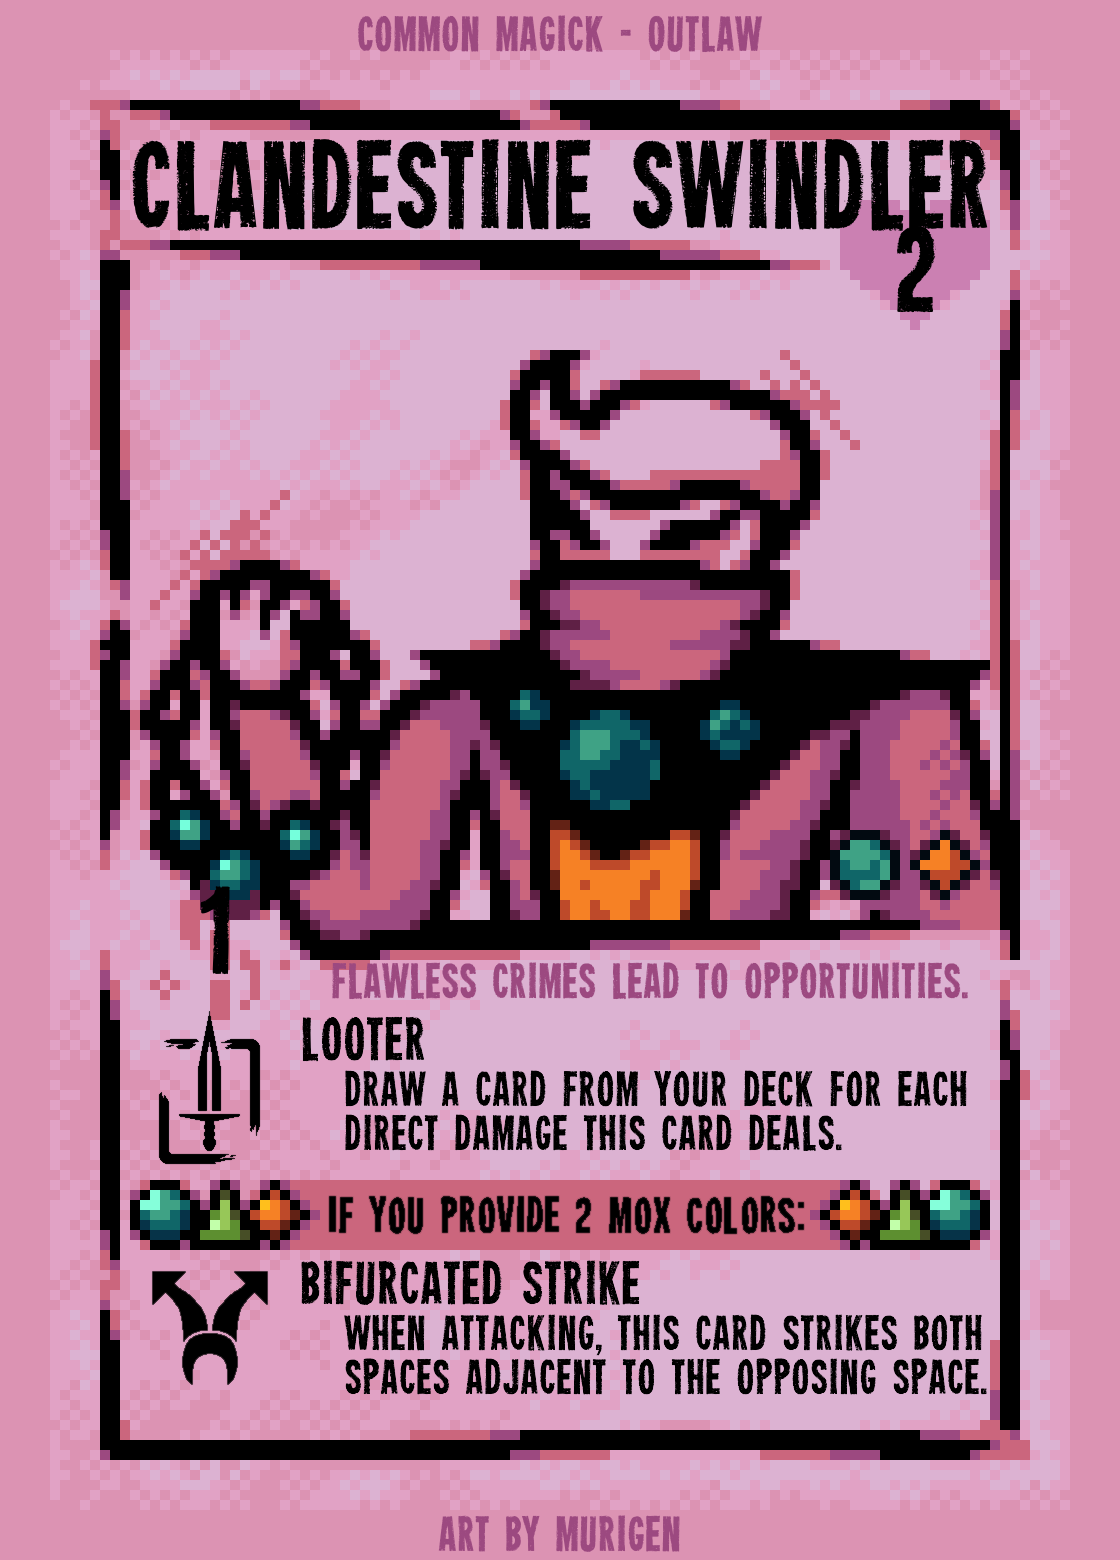 COMMON MAGICK - OUTLAW
CLANDESTINE SWINDLER
2
1
FLAWLESS CRIMES LEAD TO OPPORTUNITIES.
LOOTER
DRAW A CARD FROM YOUR DECK FOR EACH
DIRECT DAMAGE THIS CARD DEALS.
IF YOU PROVIDE 2 MOX COLORS:
BIFURCATED STRIKE
WHEN ATTACKING, THIS CARD STRIKES BOTH
SPACES ADJACENT TO THE OPPOSING SPACE.
ART BY MURIGEN